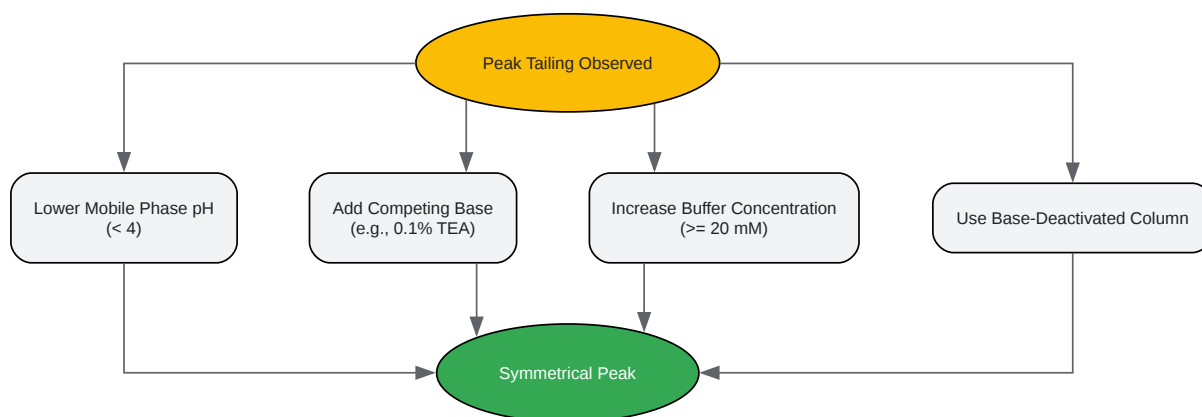 Peak Tailing Observed
Lower Mobile Phase pH
(< 4)
Add Competing Base
(e.g., 0.1% TEA)
Increase Buffer Concentration
(>= 20 mM)
Use Base-Deactivated Column
Symmetrical Peak